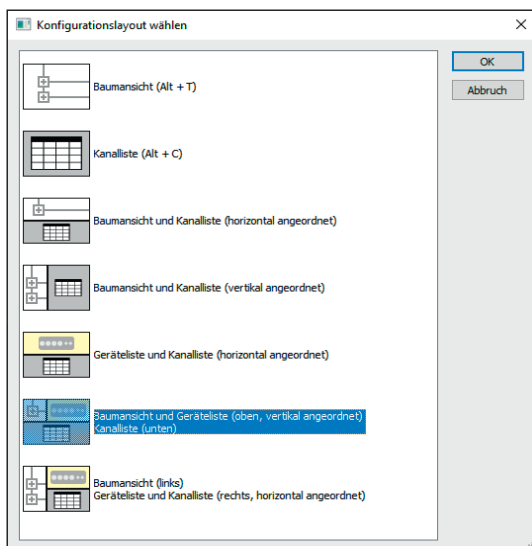 Konfigurationslayout wählen
OK
Abbruch
Baumansicht (Alt + T)
Kanalliste (Alt + C)
Baumansicht und Kanalliste (horizontal angeordnet)
Baumansicht und Kanalliste (vertikal angeordnet)
Geräteliste und Kanalliste (horizontal angeordnet)
Baumansicht und Geräteliste (oben, vertikal angeordnet)
Kanalliste (unten)
Baumansicht (links)
Geräteliste und Kanalliste (rechts, horizontal angeordnet)